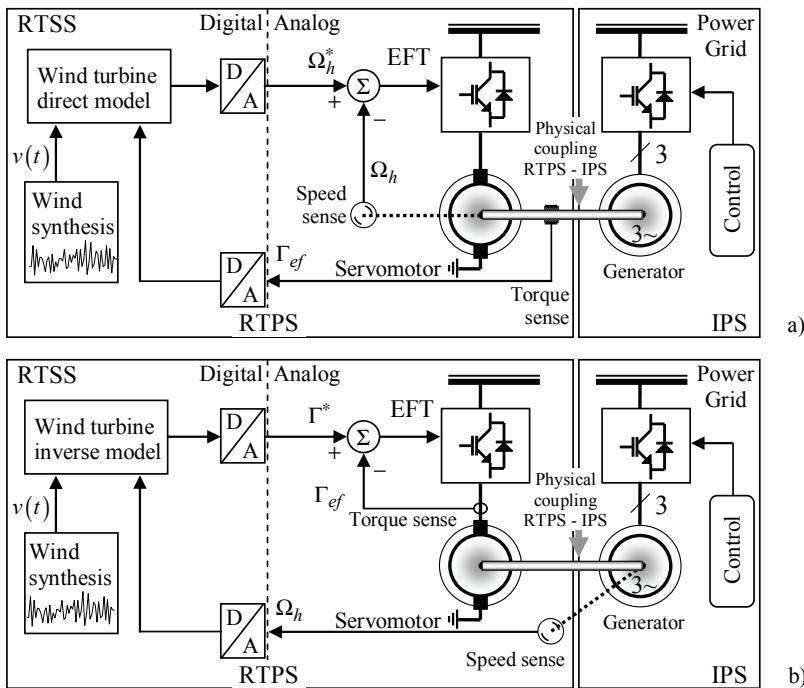 RTSS
Digital
Analog
Power
Grid
Wind turbine
direct model
D
A
Ω*h
Σ
+
−
EFT
v(t)
Ωh
Physical
coupling
RTPS - IPS
3
Wind
synthesis
Speed
sense
3~
Control
D
A
Γef
Servomotor
Generator
Torque
sense
RTPS
IPS
a)
RTSS
Digital
Analog
Power
Grid
Wind turbine
inverse model
D
A
Γ*
Σ
+
−
EFT
v(t)
Γef
Torque sense
Physical
coupling
RTPS - IPS
3
Wind
synthesis
3~
Control
D
A
Ωh
Servomotor
Generator
Speed sense
RTPS
IPS
b)